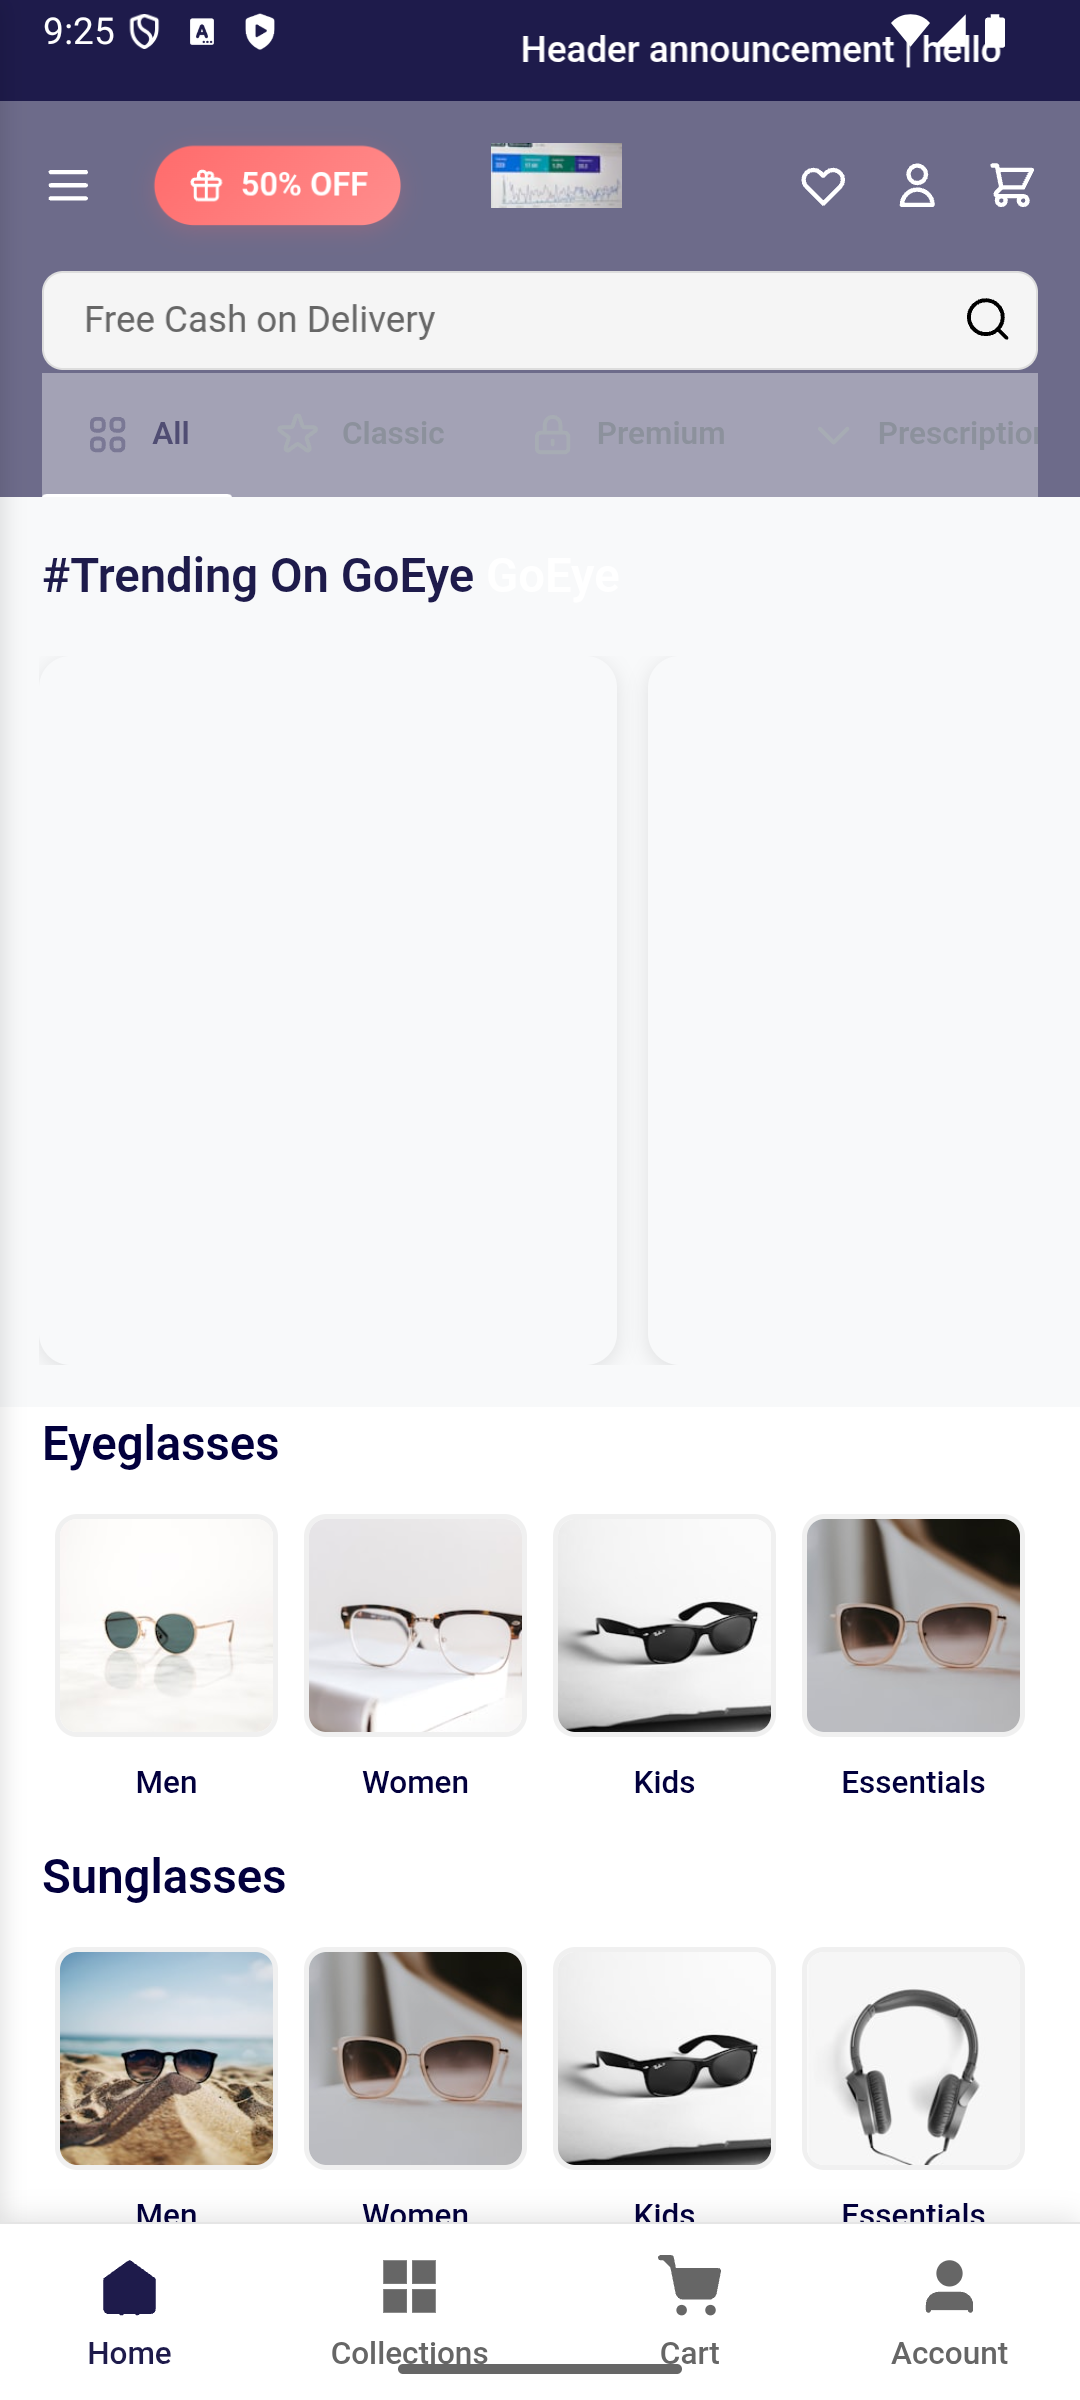 9:25
Header announcement | hello
50% OFF
Free Cash on Delivery
All
Classic
Premium
Prescription
#Trending On GoEye GoEye
Eyeglasses
Men
Women
Kids
Essentials
Sunglasses
Men
Women
Kids
Essentials
Home
Collections
Cart
Account